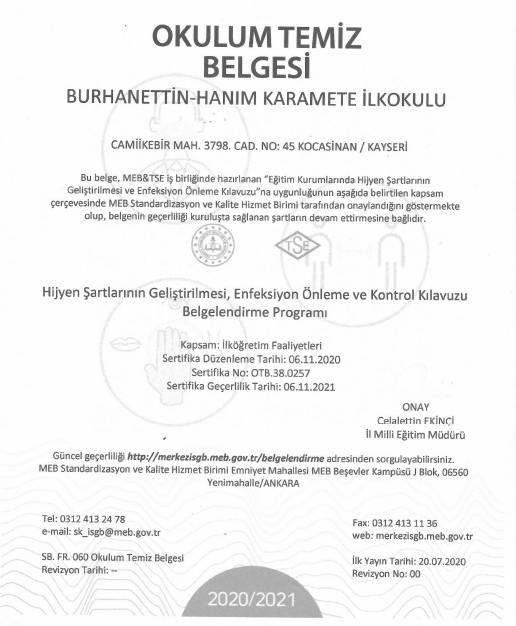 OKULUM TEMİZ
BELGESİ
BURHANETTİN-HANIM KARAMETE İLKOKULU
CAMİİKEBİR MAH. 3798. CAD. NO: 45 KOCASİNAN / KAYSERİ
Bu belge, MEB&TSE iş birliğinde hazırlanan "Eğitim Kurumlarında Hijyen Şartlarının
Geliştirilmesi ve Enfeksiyon Önleme Kılavuzu"na uygunluğunun aşağıda belirtilen kapsam
çerçevesinde MEB Standardizasyon ve Kalite Hizmet Birimi tarafından onaylandığını göstermekte
olup, belgenin geçerliliği kuruluşta sağlanan şartların devam ettirmesine bağlıdır.
TSE
Hijyen Şartlarının Geliştirilmesi, Enfeksiyon Önleme ve Kontrol Kılavuzu
Belgelendirme Programı
Kapsam: İlköğretim Faaliyetleri
Sertifika Düzenleme Tarihi: 06.11.2020
Sertifika No: OTB.38.0257
Sertifika Geçerlilik Tarihi: 06.11.2021
ONAY
Celalettin EKİNCİ
İl Milli Eğitim Müdürü
Güncel geçerliliği http://merkezisgb.meb.gov.tr/belgelendirme adresinden sorgulayabilirsiniz.
MEB Standardizasyon ve Kalite Hizmet Birimi Emniyet Mahallesi MEB Beşevler Kampüsü J Blok, 06560
Yenimahalle/ANKARA
Tel: 0312 413 24 78
e-mail: sk_isgb@meb.gov.tr
Fax: 0312 413 11 36
web: merkezisgb.meb.gov.tr
SB. FR. 060 Okulum Temiz Belgesi
Revizyon Tarihi: --
İlk Yayın Tarihi: 20.07.2020
Revizyon No: 00
2020/2021